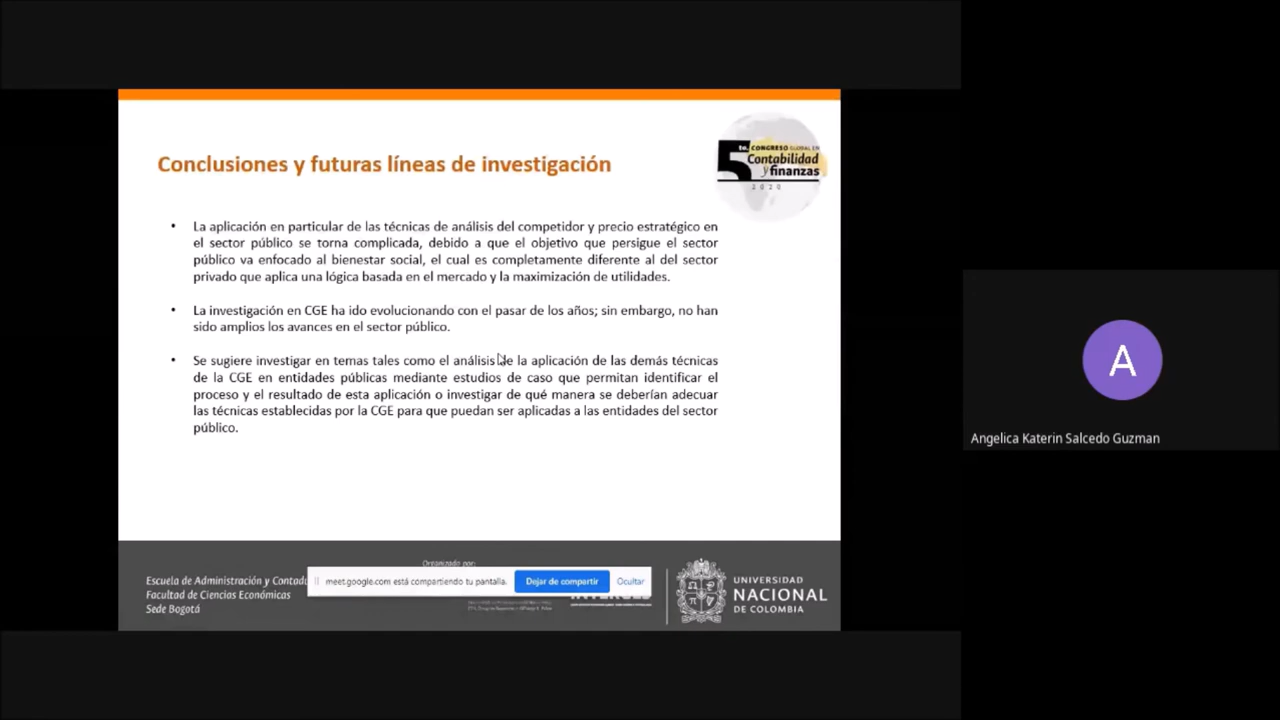 Conclusiones y futuras líneas de investigación
5to. CONGRESO GLOBAL EN
Contabilidad
y finanzas
2020
• La aplicación en particular de las técnicas de análisis del competidor y precio estratégico en
el sector público se torna complicada, debido a que el objetivo que persigue el sector
público va enfocado al bienestar social, el cual es completamente diferente al del sector
privado que aplica una lógica basada en el mercado y la maximización de utilidades.
• La investigación en CGE ha ido evolucionando con el pasar de los años; sin embargo, no han
sido amplios los avances en el sector público.
• Se sugiere investigar en temas tales como el análisis de la aplicación de las demás técnicas
de la CGE en entidades públicas mediante estudios de caso que permitan identificar el
proceso y el resultado de esta aplicación o investigar de qué manera se deberían adecuar
las técnicas establecidas por la CGE para que puedan ser aplicadas a las entidades del sector
público.
A
Angelica Katerin Salcedo Guzman
Organizado por:
Escuela de Administración y Contadu
Facultad de Ciencias Económicas
Sede Bogotá
meet.google.com está compartiendo tu pantalla.
Dejar de compartir
Ocultar
UNIVERSIDAD
NACIONAL
DE COLOMBIA